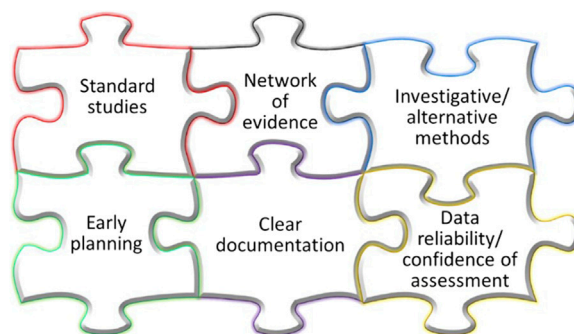 Standard
studies
Network
of
evidence
Investigative/
alternative
methods
Early
planning
Clear
documentation
Data
reliability/
confidence of
assessment